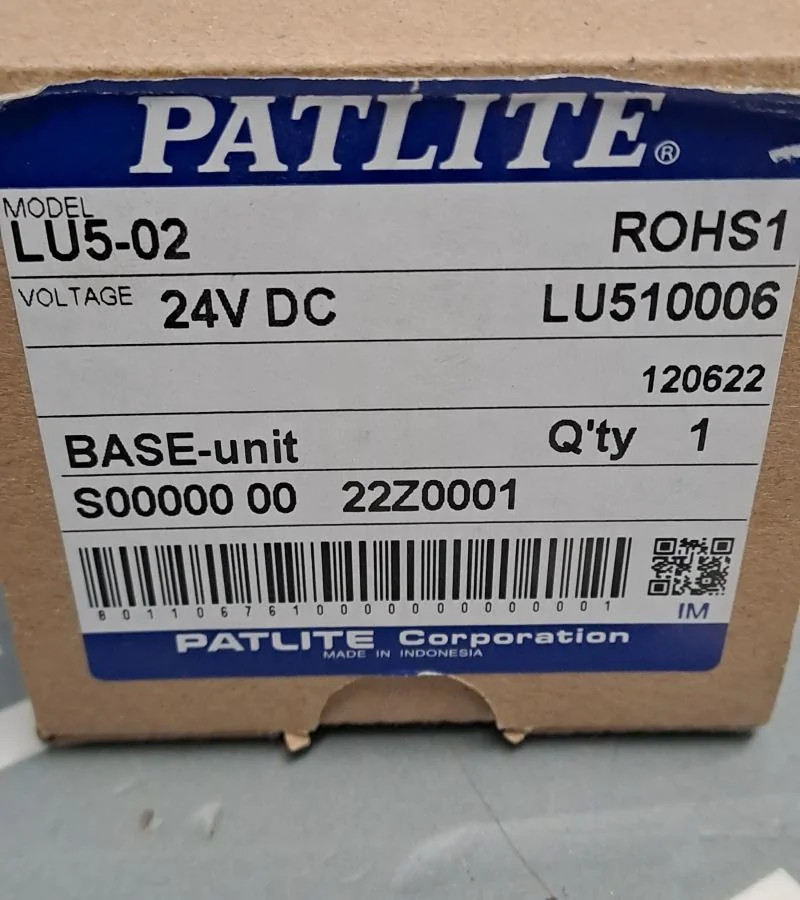 PATLITE®
MODEL
LU5-02 ROHS1
VOLTAGE 24V DC LU510006
120622
BASE-unit Q'ty 1
S00000 00 22Z0001
80110676100000000000001
IM
PATLITE Corporation
MADE IN INDONESIA